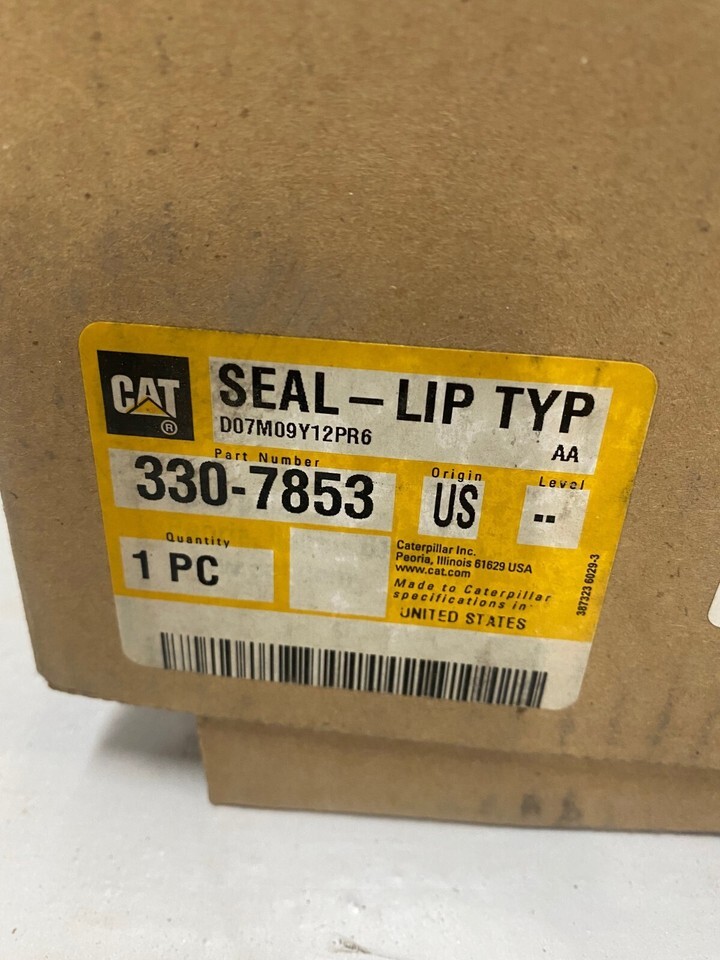 CAT
®
SEAL – LIP TYP
D07M09Y12PR6
AA
Part Number
330-7853
Origin
US
Level
--
Quantity
1 PC
Caterpillar Inc.
Peoria, Illinois 61629 USA
www.cat.com
Made to Caterpillar
specifications in
UNITED STATES
387323 6029-3